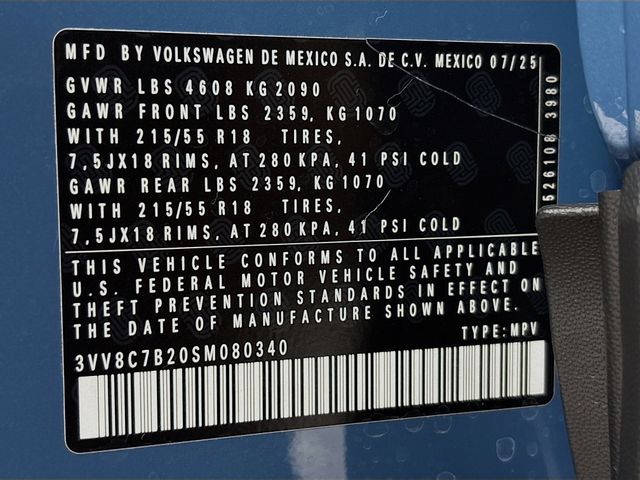 MFD BY VOLKSWAGEN DE MEXICO S.A. DE C.V. MEXICO 07/25
GVWR LBS 4608 KG 2090
GAWR FRONT LBS 2359, KG 1070
WITH 215/55 R18 TIRES,
7,5JX18 RIMS, AT 280 KPA, 41 PSI COLD
GAWR REAR LBS 2359, KG 1070
WITH 215/55 R18 TIRES,
7,5JX18 RIMS, AT 280 KPA, 41 PSI COLD
THIS VEHICLE CONFORMS TO ALL APPLICABLE
U.S. FEDERAL MOTOR VEHICLE SAFETY AND
THEFT PREVENTION STANDARDS IN EFFECT ON
THE DATE OF MANUFACTURE SHOWN ABOVE.
TYPE: MPV
3VV8C7B20SM080340
526108 3980